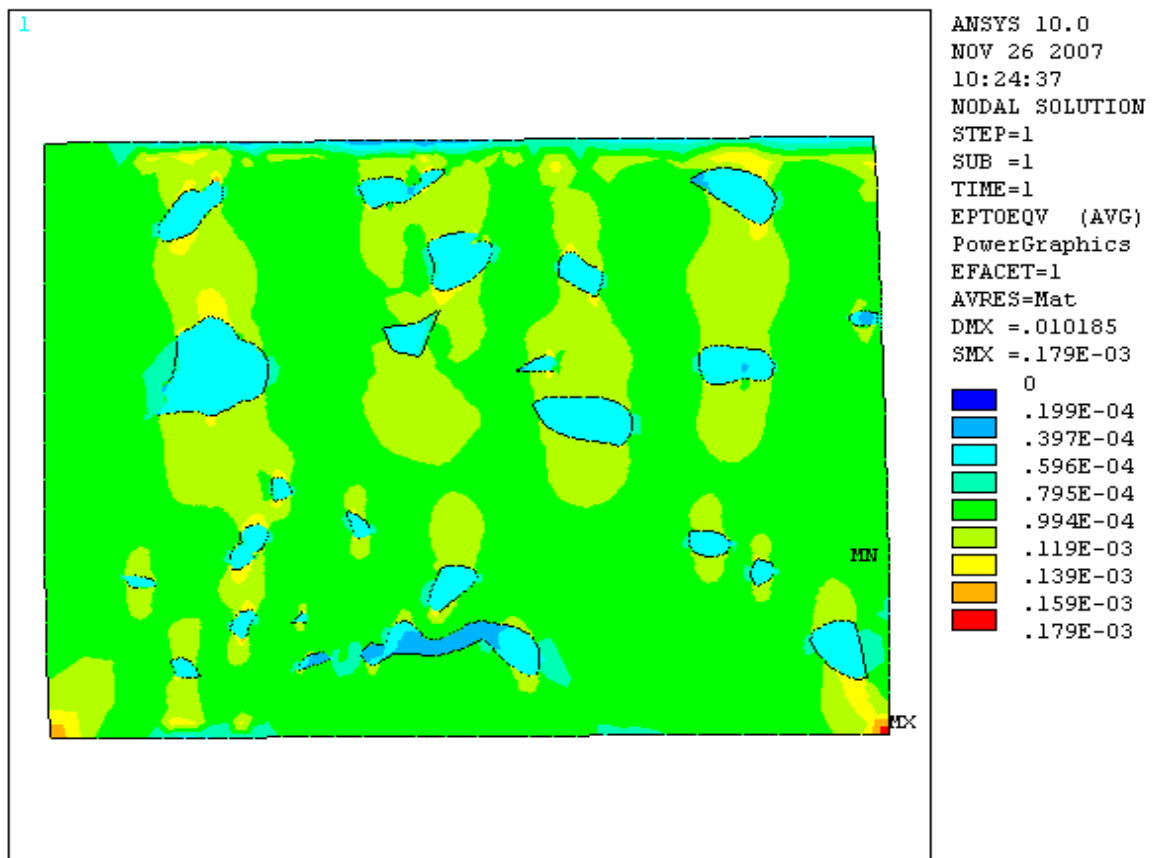 1
ANSYS 10.0
NOV 26 2007
10:24:37
NODAL SOLUTION
STEP=1
SUB =1
TIME=1
EPTOEQV (AVG)
PowerGraphics
EFACET=1
AVRES=Mat
DMX =.010185
SMX =.179E-03
0
.199E-04
.397E-04
.596E-04
.795E-04
.994E-04
.119E-03
.139E-03
.159E-03
.179E-03
MN
MX